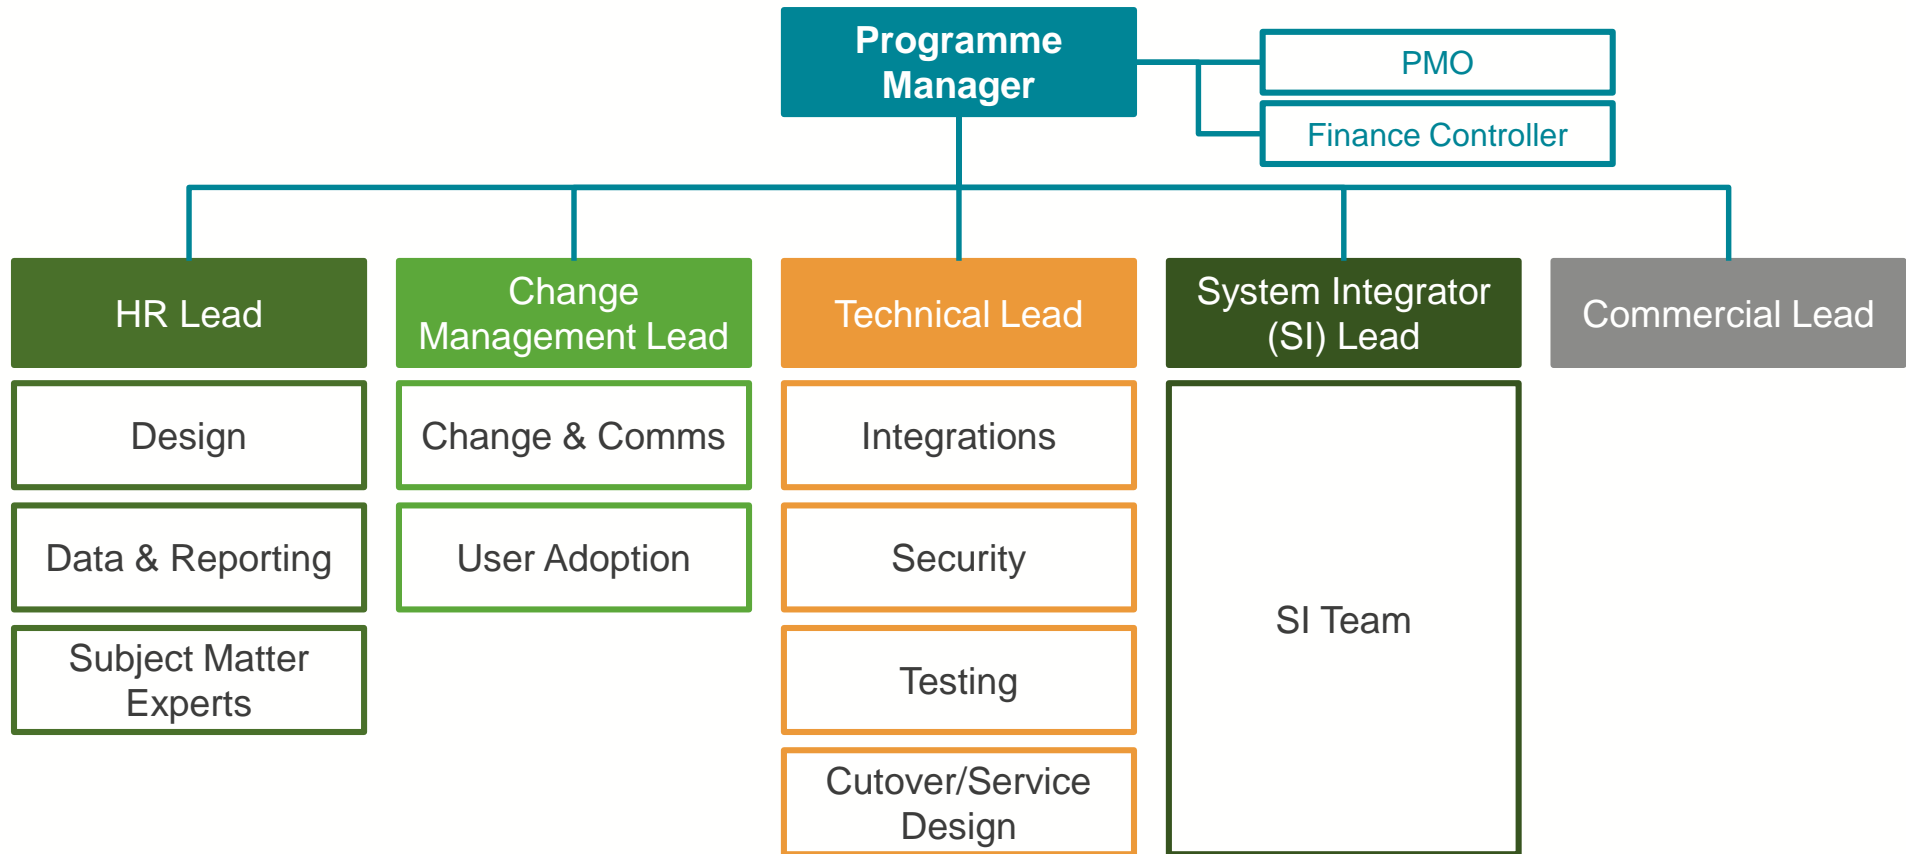 Programme
Manager
PMO
Finance Controller
HR Lead
Change
Management Lead
Technical Lead
System Integrator
(SI) Lead
Commercial Lead
Design
Change & Comms
Integrations
Data & Reporting
User Adoption
Security
SI Team
Subject Matter
Experts
Testing
Cutover/Service
Design